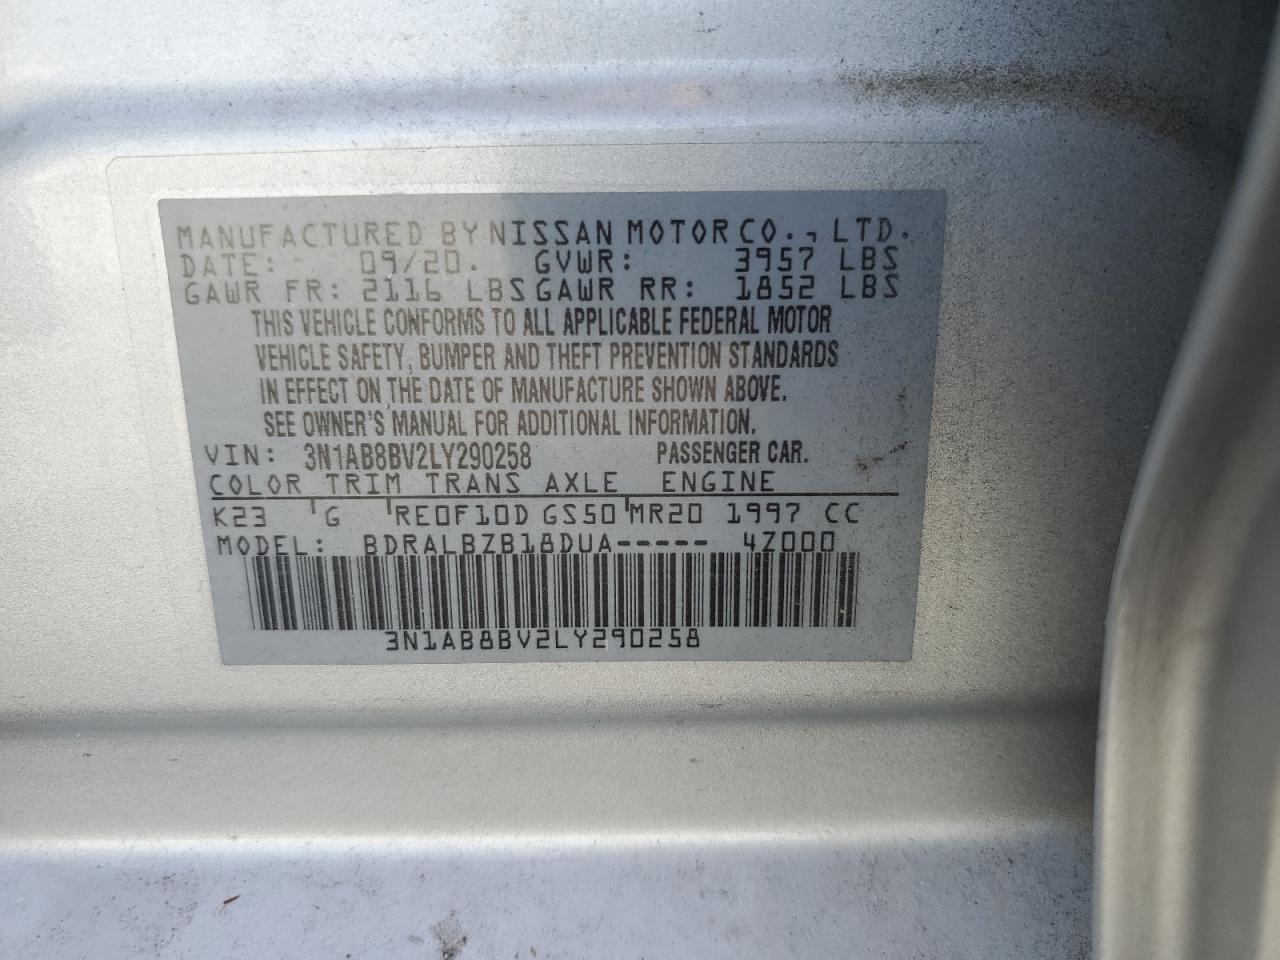 MANUFACTURED BY NISSAN MOTOR CO., LTD.
DATE: 09/20. GVWR: 3957 LBS
GAWR FR: 2116 LBS GAWR RR: 1852 LBS
THIS VEHICLE CONFORMS TO ALL APPLICABLE FEDERAL MOTOR
VEHICLE SAFETY, BUMPER AND THEFT PREVENTION STANDARDS
IN EFFECT ON THE DATE OF MANUFACTURE SHOWN ABOVE.
SEE OWNER'S MANUAL FOR ADDITIONAL INFORMATION.
VIN: 3N1AB8BV2LY290258 PASSENGER CAR.
COLOR TRIM TRANS AXLE ENGINE
K23 G RE0F10D GS50 MR20 1997 CC
MODEL: BDRALBZB18DUA----- 4Z000
3N1AB8BV2LY290258